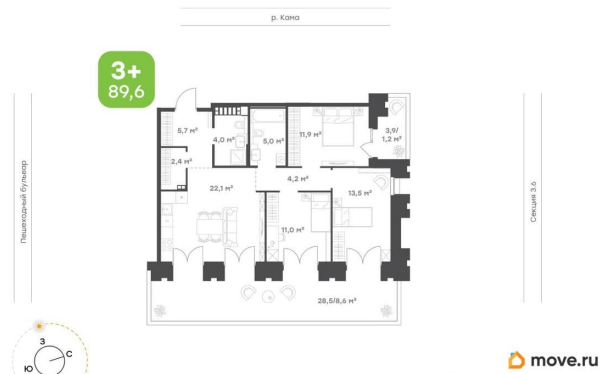 р. Кама
3+
89,6
5,7 м²
4,0 м²
5,0 м²
11,9 м²
3,9/
1,2 м²
2,4 м²
22,1 м²
4,2 м²
13,5 м²
11,0 м²
28,5/8,6 м²
Пешеходный бульвар
Секция 3.6
З
С
Ю
move.ru